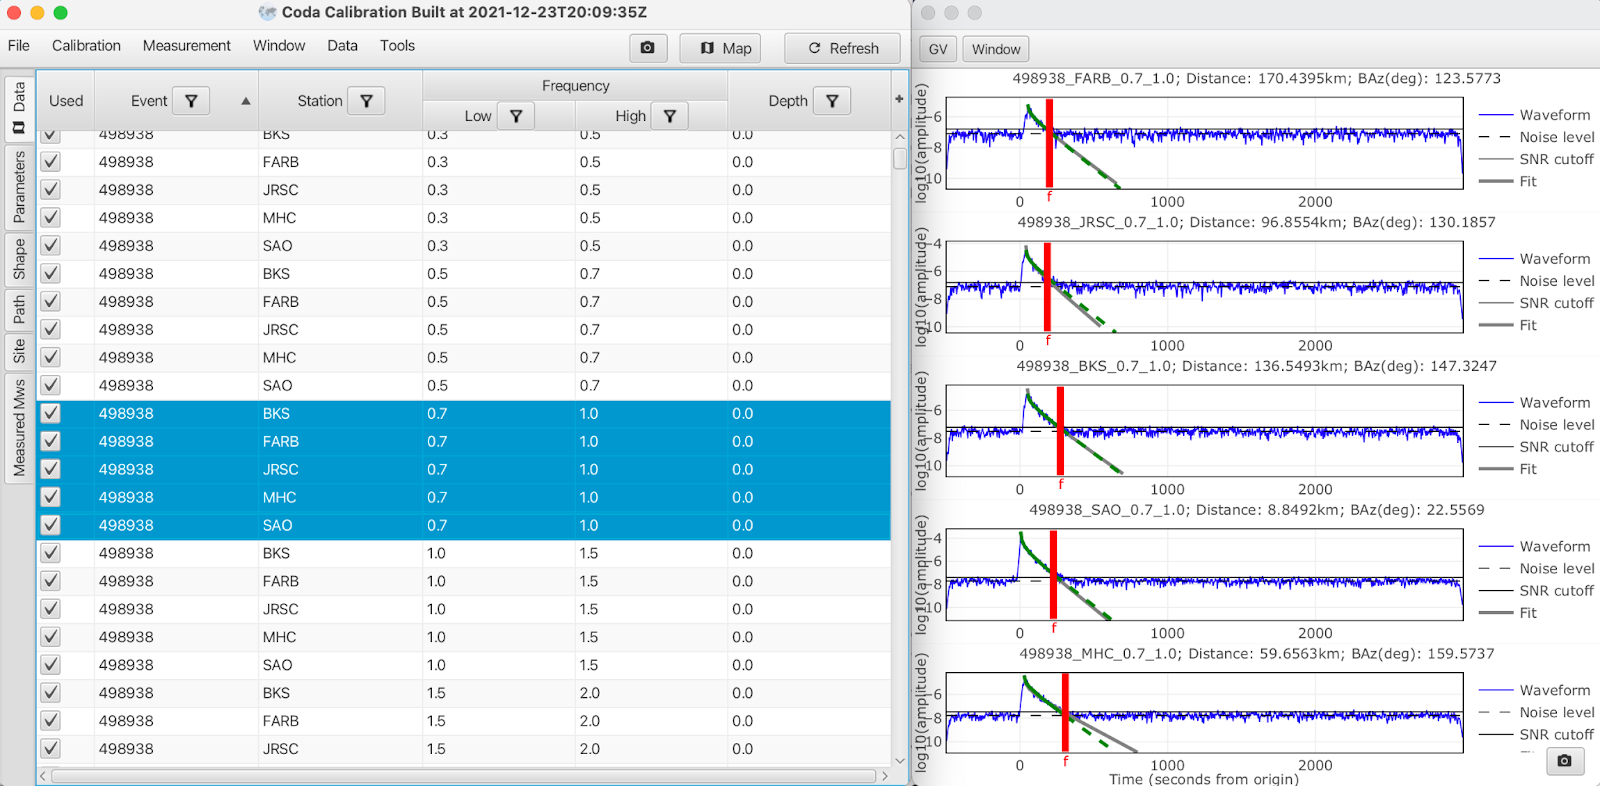 Coda Calibration Built at 2021-12-23T20:09:35Z
File Calibration Measurement Window Data Tools Map Refresh
Data
Parameters
Shape
Path
Site
Measured Mws
Used Event Station Frequency Depth +
Low High
498938 BKS 0.3 0.5 0.0
498938 FARB 0.3 0.5 0.0
498938 JRSC 0.3 0.5 0.0
498938 MHC 0.3 0.5 0.0
498938 SAO 0.3 0.5 0.0
498938 BKS 0.5 0.7 0.0
498938 FARB 0.5 0.7 0.0
498938 JRSC 0.5 0.7 0.0
498938 MHC 0.5 0.7 0.0
498938 SAO 0.5 0.7 0.0
498938 BKS 0.7 1.0 0.0
498938 FARB 0.7 1.0 0.0
498938 JRSC 0.7 1.0 0.0
498938 MHC 0.7 1.0 0.0
498938 SAO 0.7 1.0 0.0
498938 BKS 1.0 1.5 0.0
498938 FARB 1.0 1.5 0.0
498938 JRSC 1.0 1.5 0.0
498938 MHC 1.0 1.5 0.0
498938 SAO 1.0 1.5 0.0
498938 BKS 1.5 2.0 0.0
498938 FARB 1.5 2.0 0.0
498938 JRSC 1.5 2.0 0.0
GV Window
498938_FARB_0.7_1.0; Distance: 170.4395km; BAz(deg): 123.5773
log10(amplitude)
−6
−8
−10
0 1000 2000
f
Waveform
Noise level
SNR cutoff
Fit
498938_JRSC_0.7_1.0; Distance: 96.8554km; BAz(deg): 130.1857
log10(amplitude)
−4
−6
−8
−10
0 1000 2000
f
Waveform
Noise level
SNR cutoff
Fit
498938_BKS_0.7_1.0; Distance: 136.5493km; BAz(deg): 147.3247
log10(amplitude)
−6
−8
−10
0 1000 2000
f
Waveform
Noise level
SNR cutoff
Fit
498938_SAO_0.7_1.0; Distance: 8.8492km; BAz(deg): 22.5569
log10(amplitude)
−4
−6
−8
−10
0 1000 2000
f
Waveform
Noise level
SNR cutoff
Fit
498938_MHC_0.7_1.0; Distance: 59.6563km; BAz(deg): 159.5737
log10(amplitude)
−6
−8
−10
0 1000 2000
f
Waveform
Noise level
SNR cutoff
Time (seconds from origin)